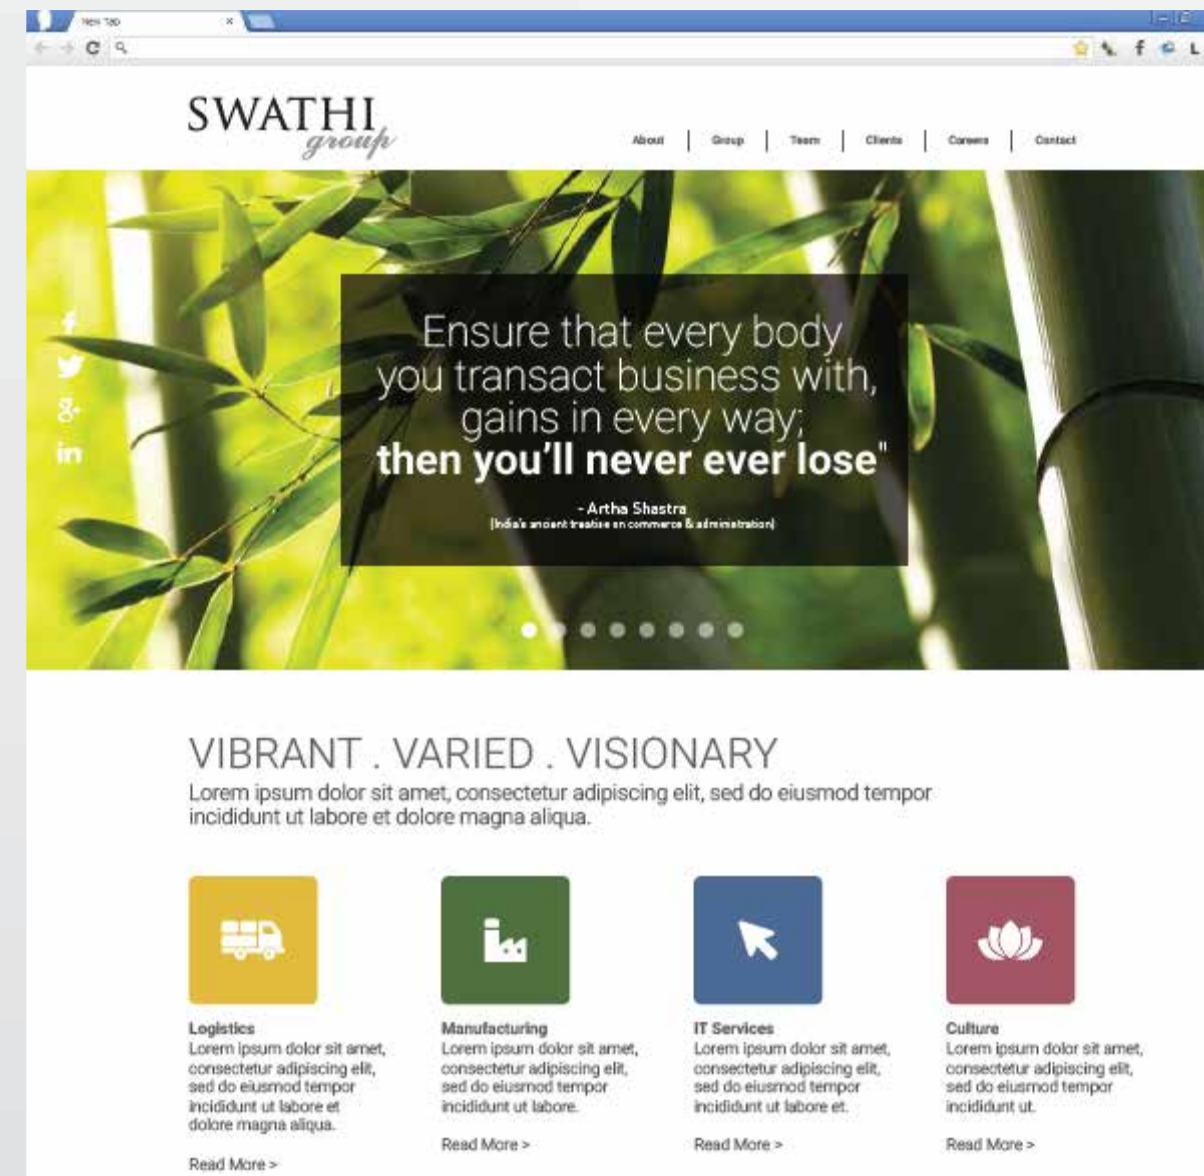 New Tab
L
SWATHI
group
About | Group | Team | Clients | Careers | Contact
Ensure that every body
you transact business with,
gains in every way;
then you'll never ever lose"
- Artha Shastra
(India's ancient treatise on commerce & administration)
VIBRANT . VARIED . VISIONARY
Lorem ipsum dolor sit amet, consectetur adipiscing elit, sed do eiusmod tempor
incididunt ut labore et dolore magna aliqua.
Logistics
Lorem ipsum dolor sit amet,
consectetur adipiscing elit,
sed do eiusmod tempor
incididunt ut labore et
dolore magna aliqua.
Read More >
Manufacturing
Lorem ipsum dolor sit amet,
consectetur adipiscing elit,
sed do eiusmod tempor
incididunt ut labore.
Read More >
IT Services
Lorem ipsum dolor sit amet,
consectetur adipiscing elit,
sed do eiusmod tempor
incididunt ut labore et.
Read More >
Culture
Lorem ipsum dolor sit amet,
consectetur adipiscing elit,
sed do eiusmod tempor
incididunt ut.
Read More >